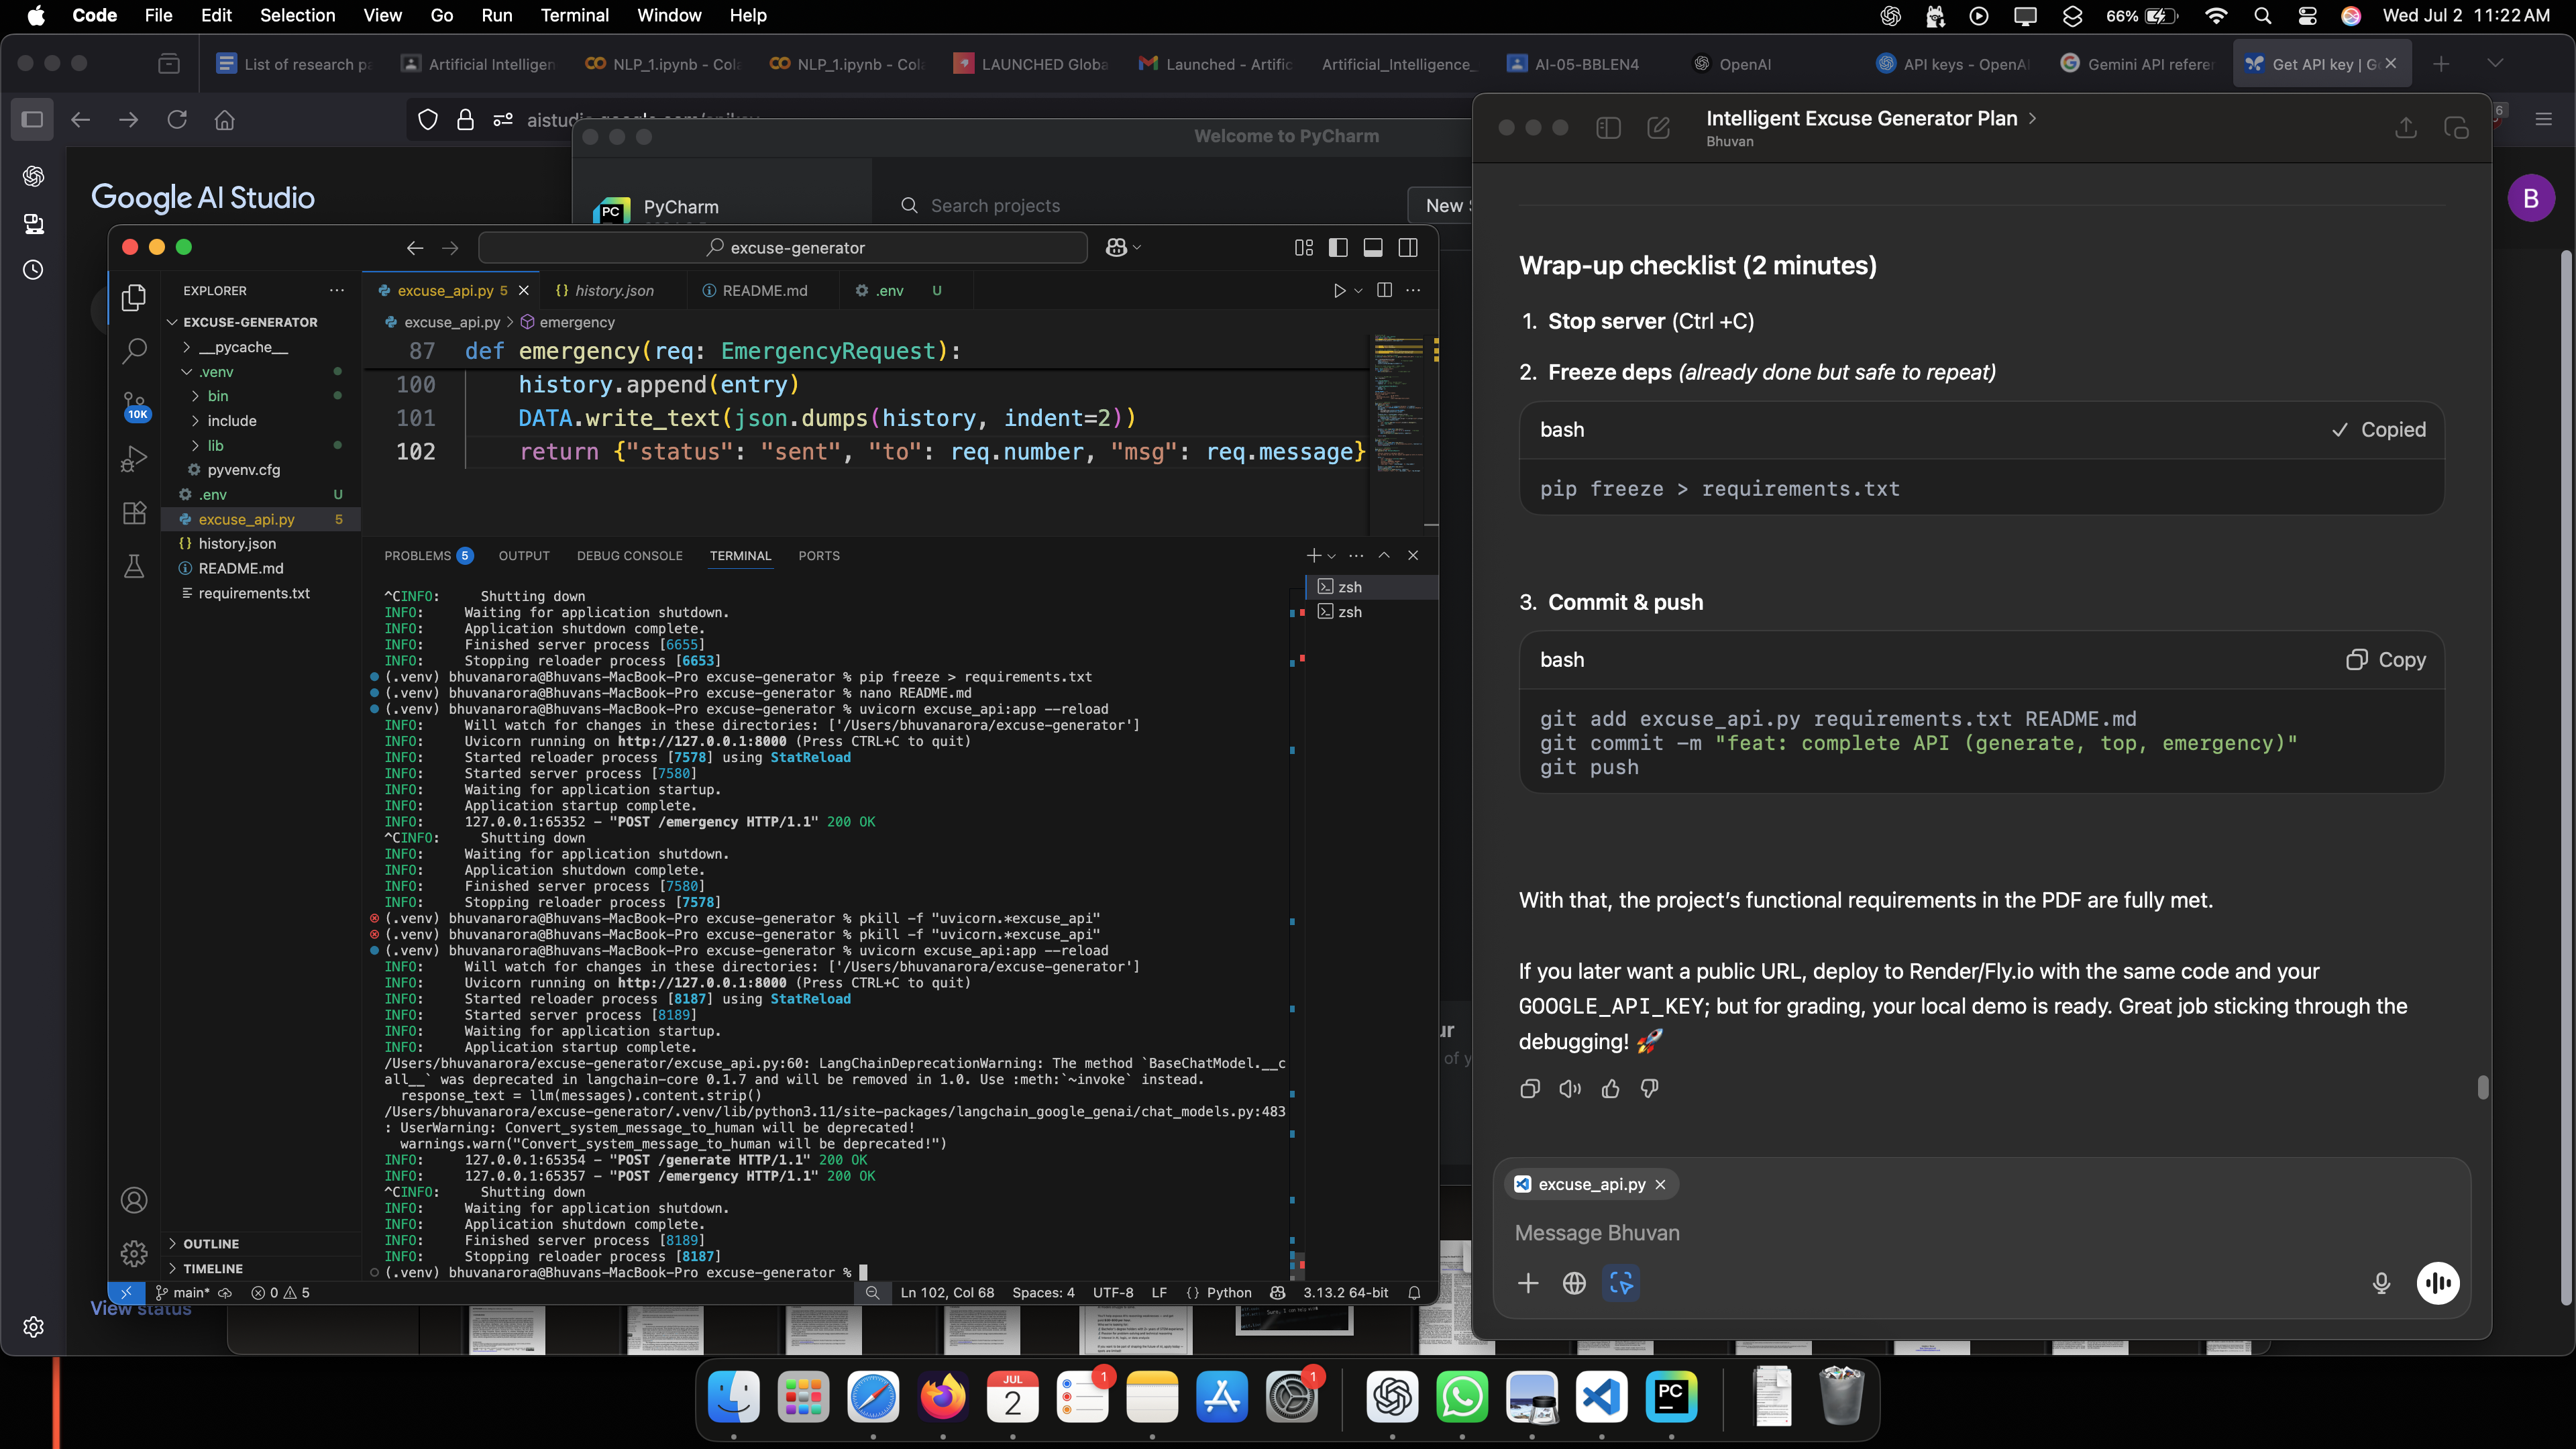 Code File Edit Selection View Go Run Terminal Window Help
66% Wed Jul 2 11:22 AM
List of research pa
Artificial Intelligen
NLP_1.ipynb - Cola
NLP_1.ipynb - Cola
LAUNCHED Globa
Launched - Artific
Artificial_Intelligence_
AI-05-BBLEN4
OpenAI
API keys - OpenAI
Gemini API referen
Get API key | G
Google AI Studio
B
6
Welcome to PyCharm
PyCharm
Search projects
New
excuse-generator
EXPLORER
EXCUSE-GENERATOR
__pycache__
.venv
bin
include
lib
pyvenv.cfg
.env U
excuse_api.py 5
history.json
README.md
requirements.txt
OUTLINE
TIMELINE
10K
excuse_api.py 5
history.json
README.md
.env U
excuse_api.py > emergency
87 def emergency(req: EmergencyRequest):
100 history.append(entry)
101 DATA.write_text(json.dumps(history, indent=2))
102 return {"status": "sent", "to": req.number, "msg": req.message}
PROBLEMS 5 OUTPUT DEBUG CONSOLE TERMINAL PORTS
zsh
zsh
^CINFO: Shutting down
INFO: Waiting for application shutdown.
INFO: Application shutdown complete.
INFO: Finished server process [6655]
INFO: Stopping reloader process [6653]
(.venv) bhuvanarora@Bhuvans-MacBook-Pro excuse-generator % pip freeze > requirements.txt
(.venv) bhuvanarora@Bhuvans-MacBook-Pro excuse-generator % nano README.md
(.venv) bhuvanarora@Bhuvans-MacBook-Pro excuse-generator % uvicorn excuse_api:app --reload
INFO: Will watch for changes in these directories: ['/Users/bhuvanarora/excuse-generator']
INFO: Uvicorn running on http://127.0.0.1:8000 (Press CTRL+C to quit)
INFO: Started reloader process [7578] using StatReload
INFO: Started server process [7580]
INFO: Waiting for application startup.
INFO: Application startup complete.
INFO: 127.0.0.1:65352 - "POST /emergency HTTP/1.1" 200 OK
^CINFO: Shutting down
INFO: Waiting for application shutdown.
INFO: Application shutdown complete.
INFO: Finished server process [7580]
INFO: Stopping reloader process [7578]
(.venv) bhuvanarora@Bhuvans-MacBook-Pro excuse-generator % pkill -f "uvicorn.*excuse_api"
(.venv) bhuvanarora@Bhuvans-MacBook-Pro excuse-generator % pkill -f "uvicorn.*excuse_api"
(.venv) bhuvanarora@Bhuvans-MacBook-Pro excuse-generator % uvicorn excuse_api:app --reload
INFO: Will watch for changes in these directories: ['/Users/bhuvanarora/excuse-generator']
INFO: Uvicorn running on http://127.0.0.1:8000 (Press CTRL+C to quit)
INFO: Started reloader process [8187] using StatReload
INFO: Started server process [8189]
INFO: Waiting for application startup.
INFO: Application startup complete.
/Users/bhuvanarora/excuse-generator/excuse_api.py:60: LangChainDeprecationWarning: The method `BaseChatModel.__c
all__` was deprecated in langchain-core 0.1.7 and will be removed in 1.0. Use :meth:`~invoke` instead.
response_text = llm(messages).content.strip()
/Users/bhuvanarora/excuse-generator/.venv/lib/python3.11/site-packages/langchain_google_genai/chat_models.py:483
: UserWarning: Convert_system_message_to_human will be deprecated!
warnings.warn("Convert_system_message_to_human will be deprecated!")
INFO: 127.0.0.1:65354 - "POST /generate HTTP/1.1" 200 OK
INFO: 127.0.0.1:65357 - "POST /emergency HTTP/1.1" 200 OK
^CINFO: Shutting down
INFO: Waiting for application shutdown.
INFO: Application shutdown complete.
INFO: Finished server process [8189]
INFO: Stopping reloader process [8187]
(.venv) bhuvanarora@Bhuvans-MacBook-Pro excuse-generator %
main* 0 5 Ln 102, Col 68 Spaces: 4 UTF-8 LF {} Python 3.13.2 64-bit
View status
ur
of y
Intelligent Excuse Generator Plan >
Bhuvan
Wrap-up checklist (2 minutes)
1. Stop server (Ctrl +C)
2. Freeze deps (already done but safe to repeat)
bash Copied
pip freeze > requirements.txt
3. Commit & push
bash Copy
git add excuse_api.py requirements.txt README.md
git commit -m "feat: complete API (generate, top, emergency)"
git push
With that, the project’s functional requirements in the PDF are fully met.
If you later want a public URL, deploy to Render/Fly.io with the same code and your
GOOGLE_API_KEY; but for grading, your local demo is ready. Great job sticking through the
debugging! 🚀
excuse_api.py
Message Bhuvan
JUL
2
1
1
PC